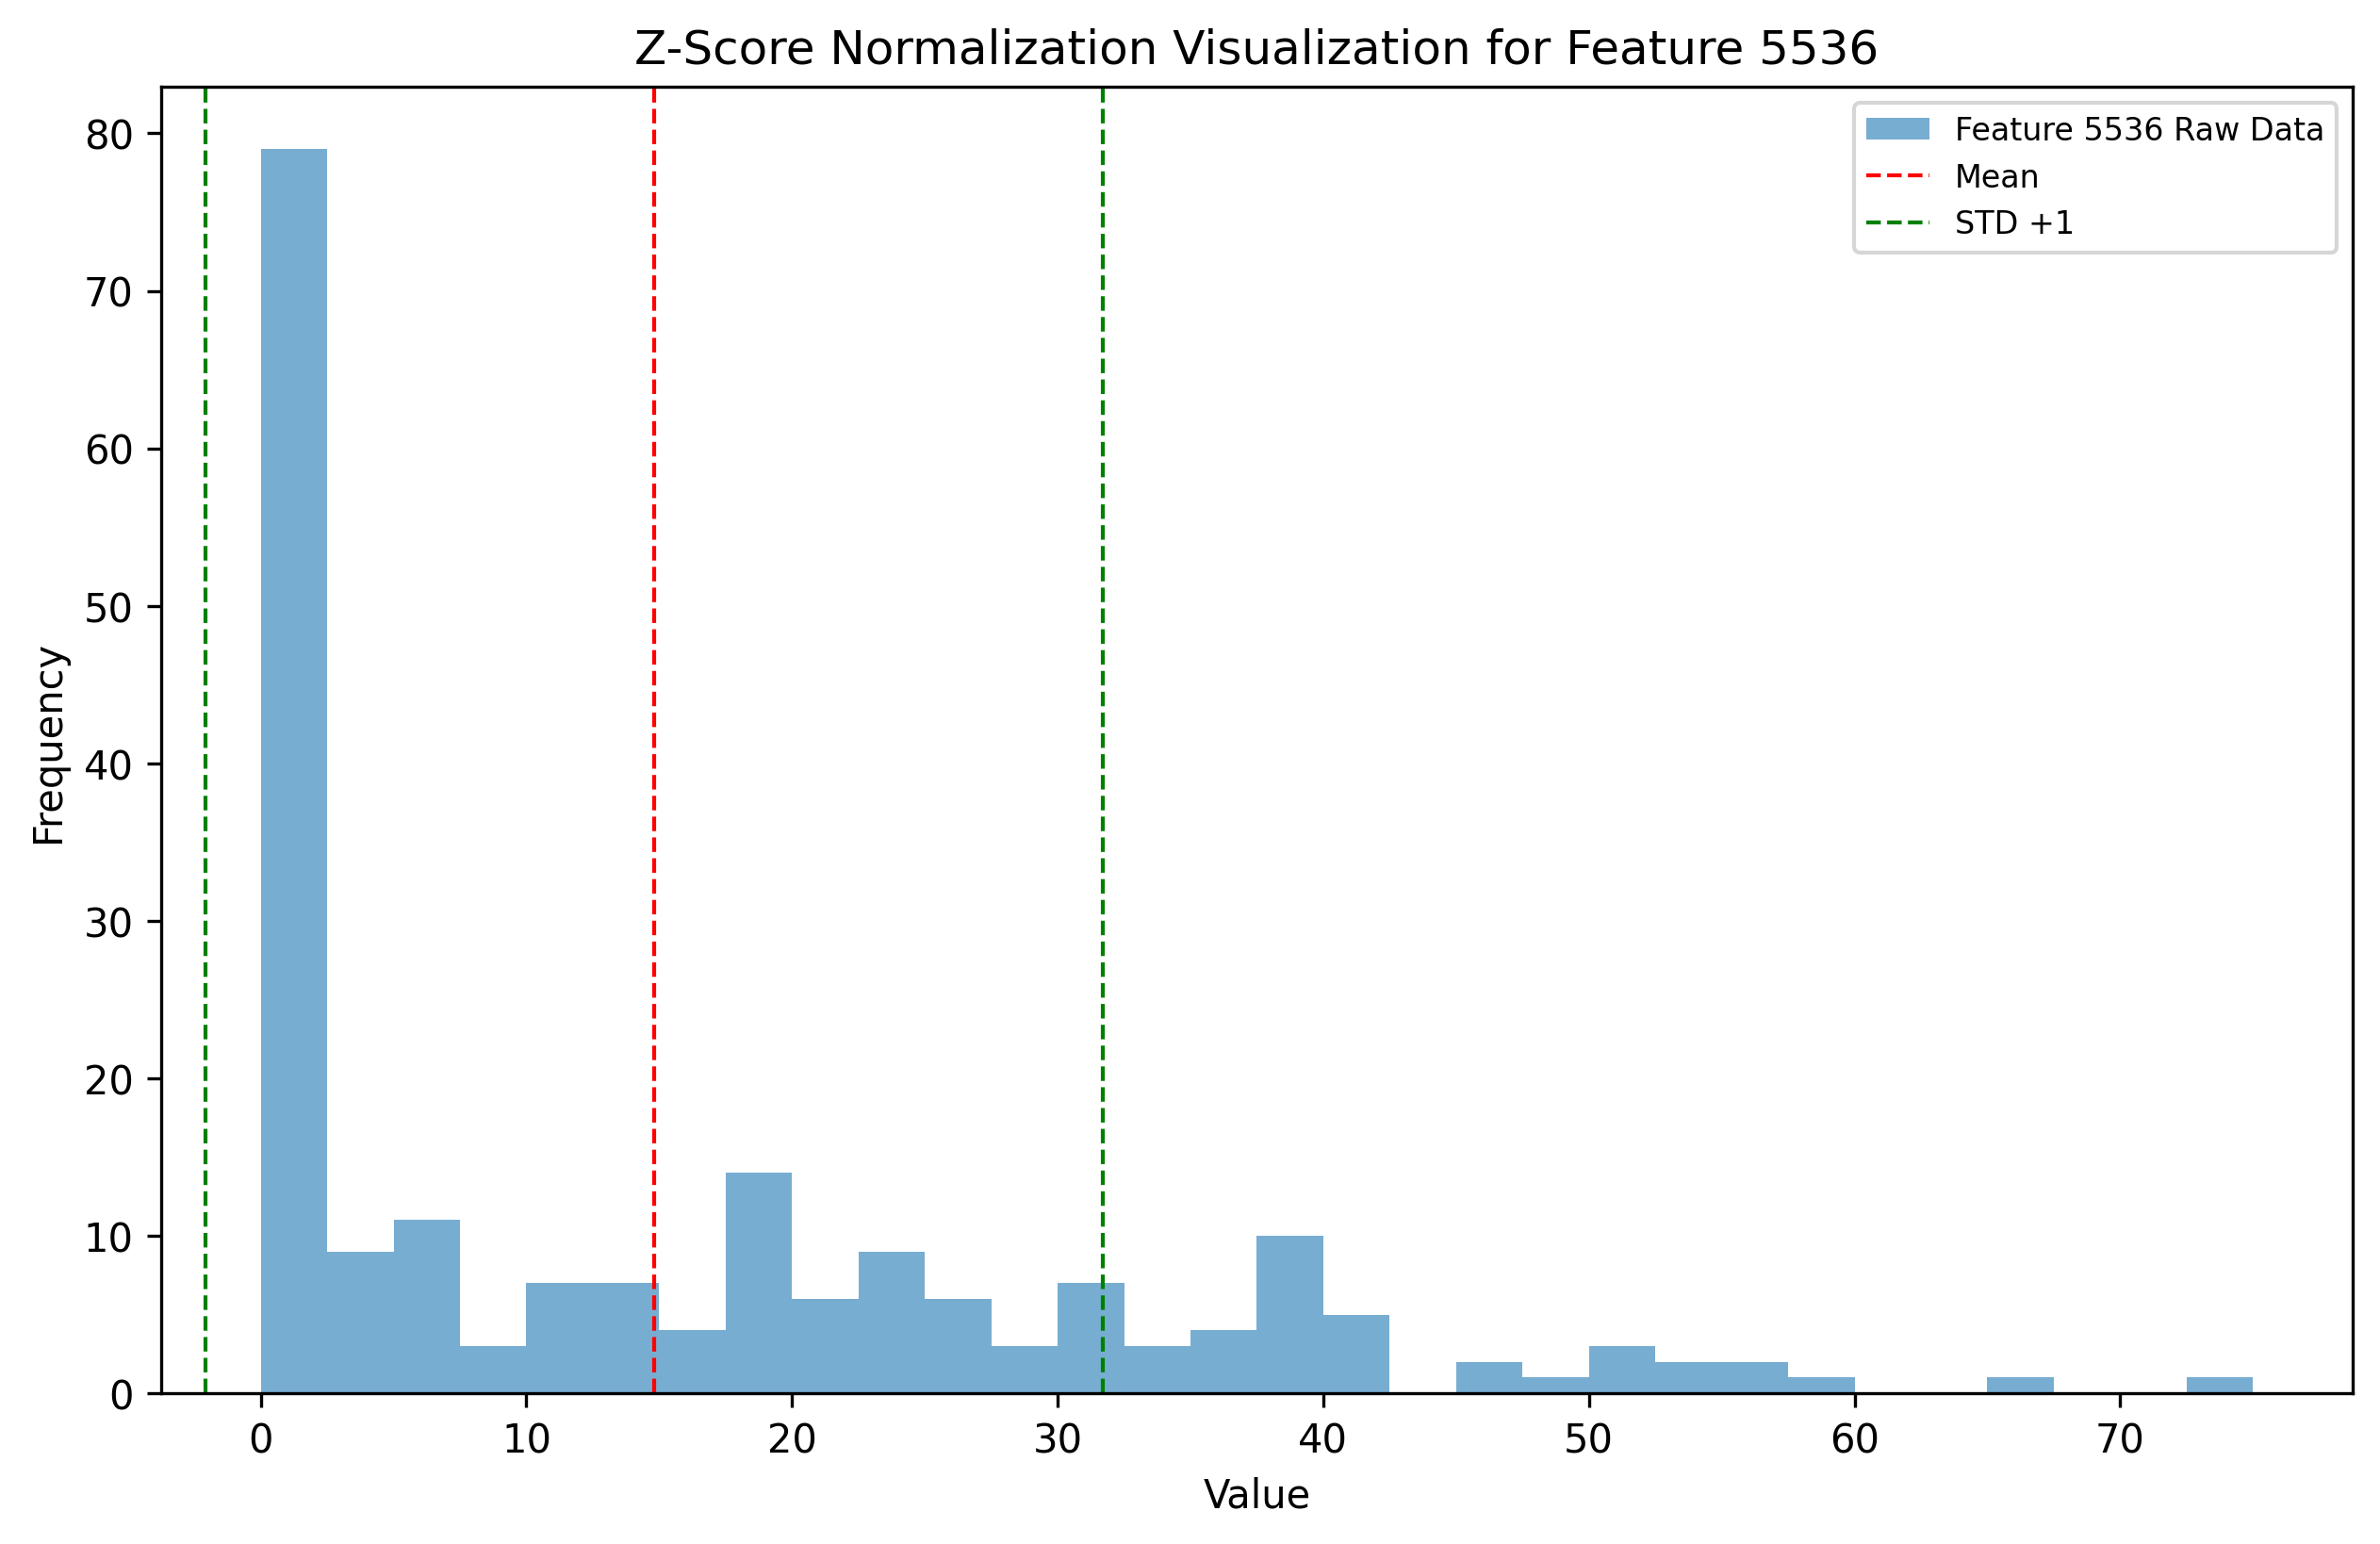 Z-Score Normalization Visualization for Feature 5536
Feature 5536 Raw Data
Mean
STD +1
80
70
60
50
40
30
20
10
0
Frequency
0 10 20 30 40 50 60 70
Value